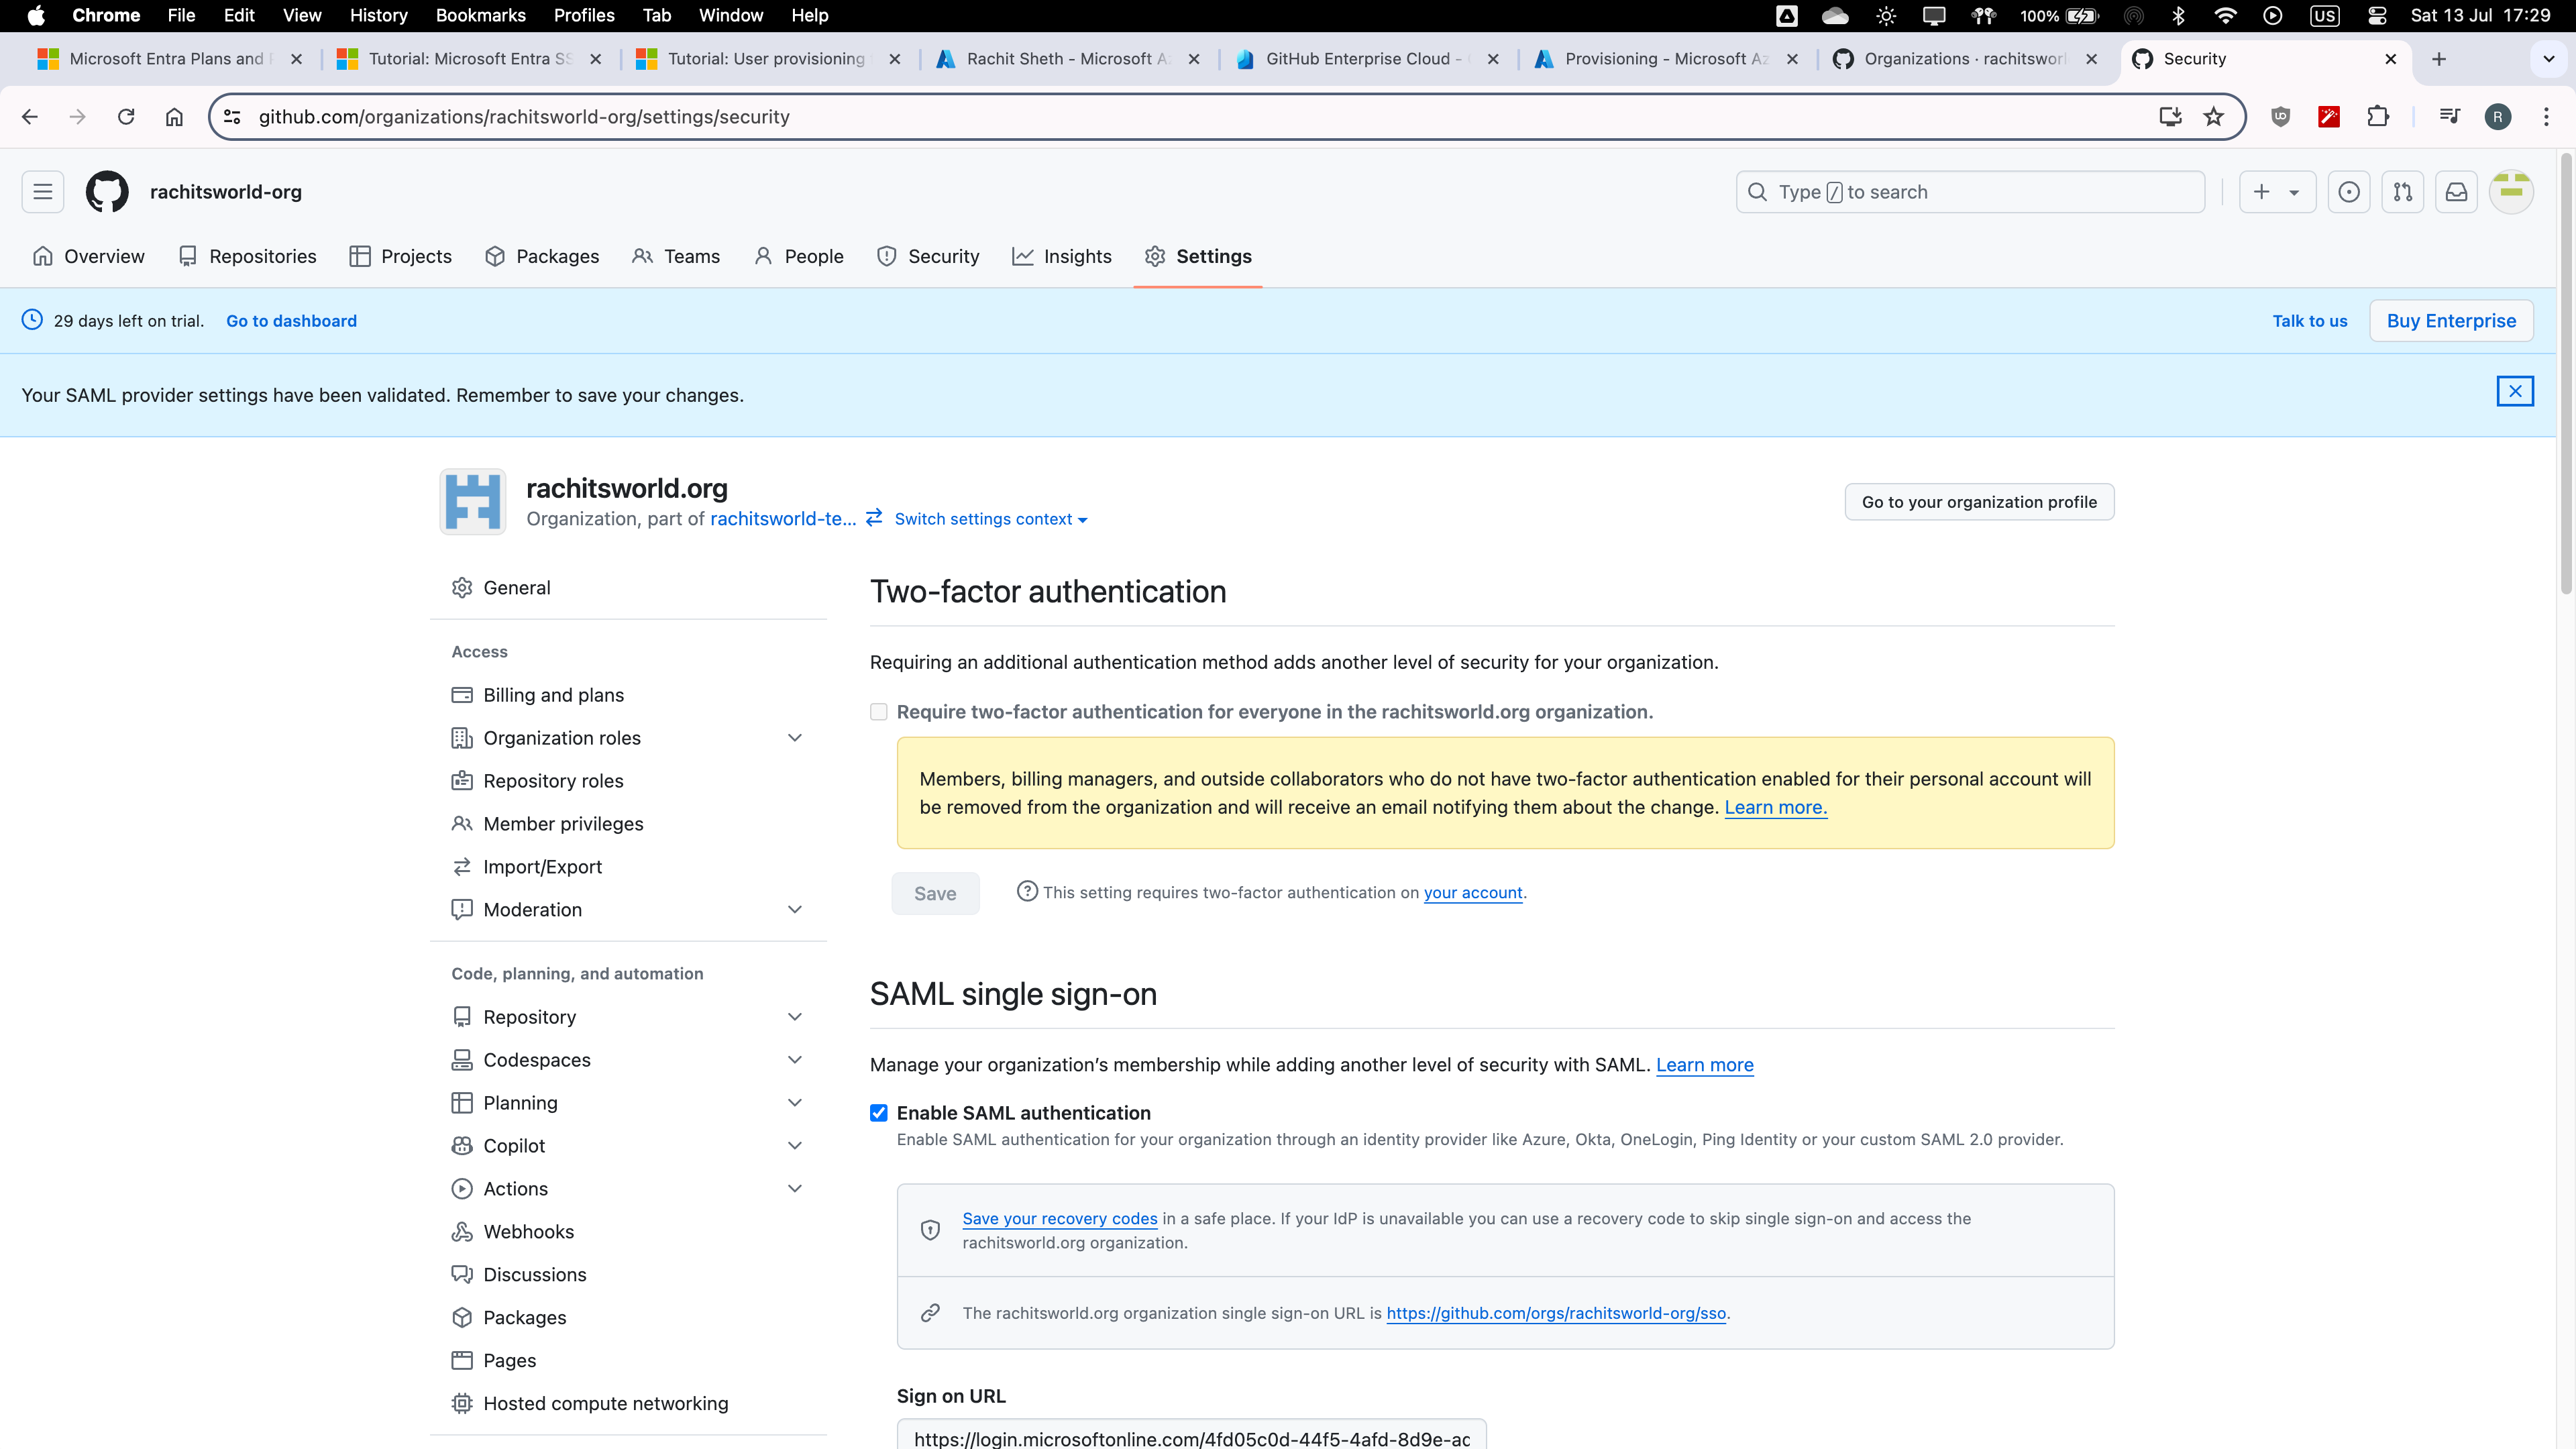 Chrome File Edit View History Bookmarks Profiles Tab Window Help 100% US Sat 13 Jul 17:29
Microsoft Entra Plans and Tutorial: Microsoft Entra SS Tutorial: User provisioning Rachit Sheth - Microsoft A GitHub Enterprise Cloud - Provisioning - Microsoft Az Organizations · rachitsworl Security
github.com/organizations/rachitsworld-org/settings/security R
rachitsworld-org Type / to search
Overview Repositories Projects Packages Teams People Security Insights Settings
29 days left on trial. Go to dashboard Talk to us Buy Enterprise
Your SAML provider settings have been validated. Remember to save your changes.
rachitsworld.org
Organization, part of rachitsworld-te... Switch settings context
Go to your organization profile
General
Access
Billing and plans
Organization roles
Repository roles
Member privileges
Import/Export
Moderation
Code, planning, and automation
Repository
Codespaces
Planning
Copilot
Actions
Webhooks
Discussions
Packages
Pages
Hosted compute networking
Two-factor authentication
Requiring an additional authentication method adds another level of security for your organization.
Require two-factor authentication for everyone in the rachitsworld.org organization.
Members, billing managers, and outside collaborators who do not have two-factor authentication enabled for their personal account will
be removed from the organization and will receive an email notifying them about the change. Learn more.
Save This setting requires two-factor authentication on your account.
SAML single sign-on
Manage your organization’s membership while adding another level of security with SAML. Learn more
Enable SAML authentication
Enable SAML authentication for your organization through an identity provider like Azure, Okta, OneLogin, Ping Identity or your custom SAML 2.0 provider.
Save your recovery codes in a safe place. If your IdP is unavailable you can use a recovery code to skip single sign-on and access the
rachitsworld.org organization.
The rachitsworld.org organization single sign-on URL is https://github.com/orgs/rachitsworld-org/sso.
Sign on URL
https://login.microsoftonline.com/4fd05c0d-44f5-4afd-8d9e-ac